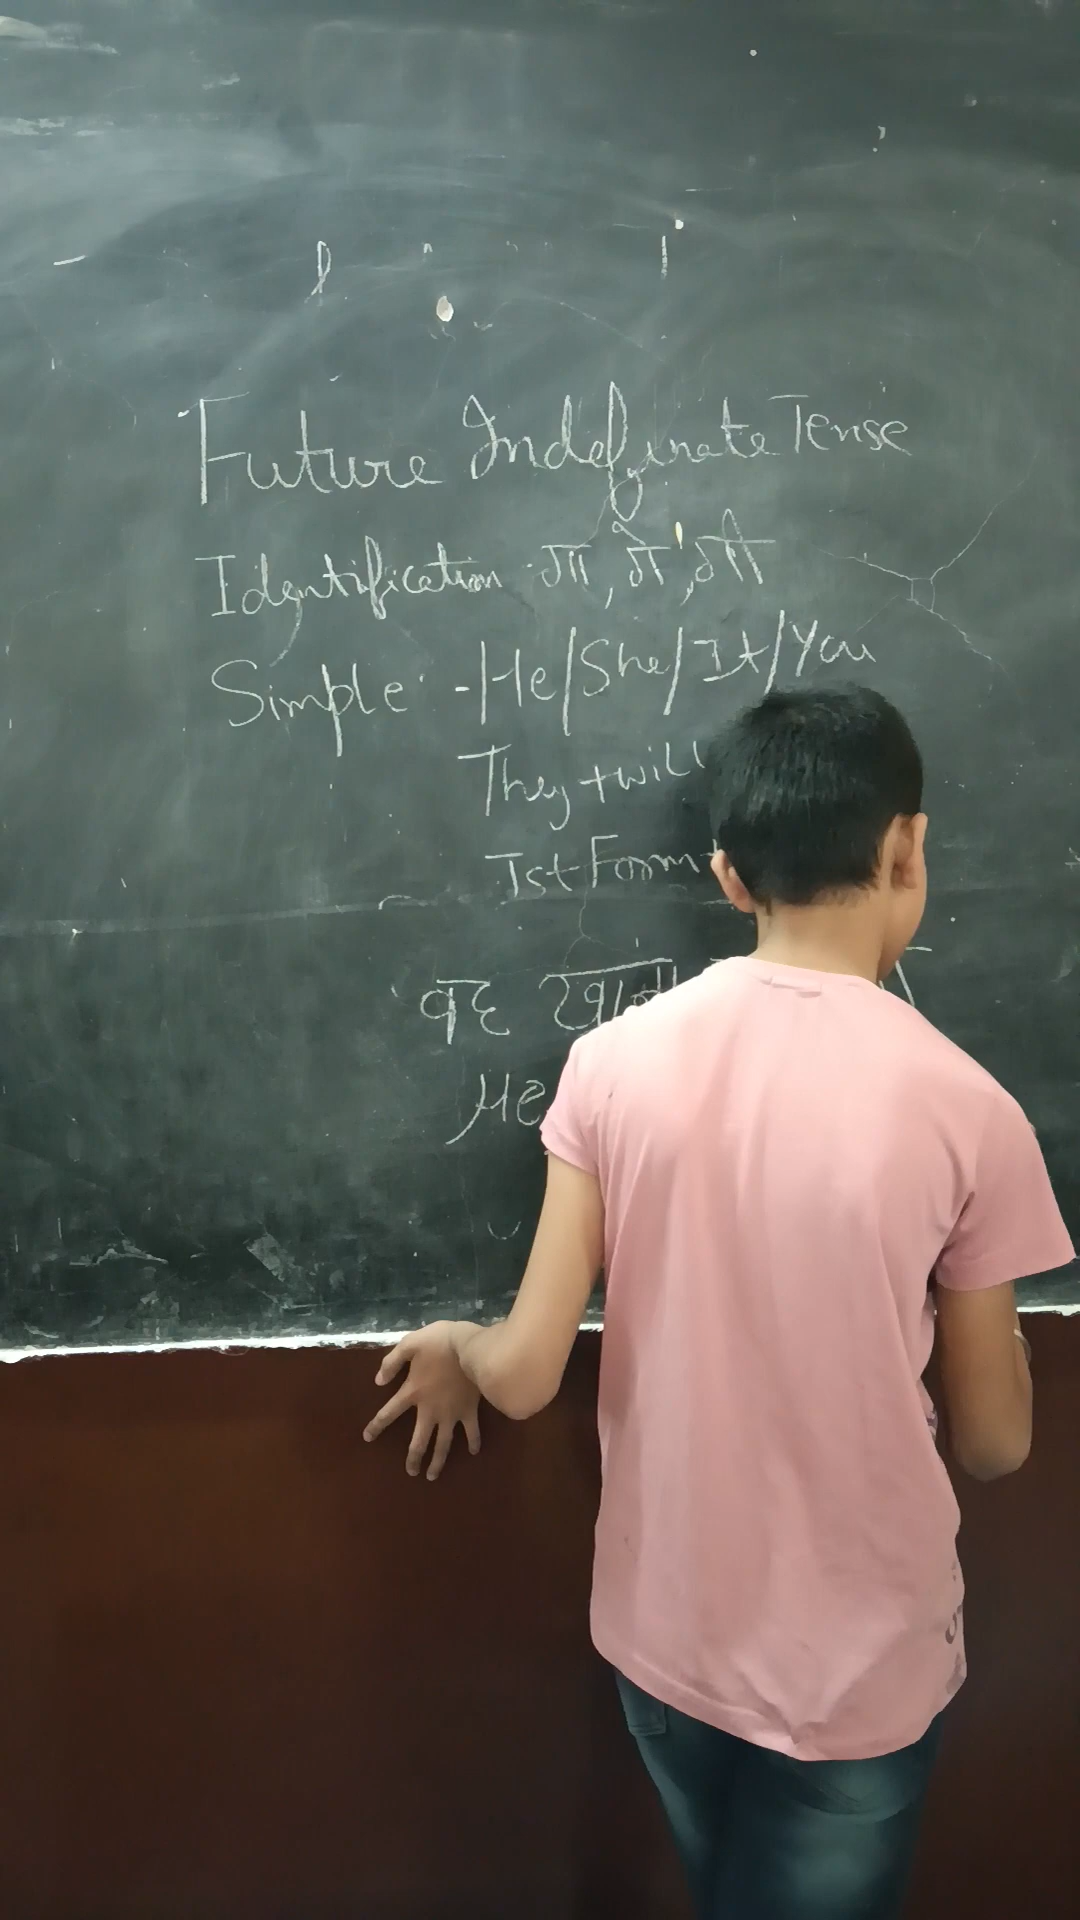 Future Indefinate Tense
Identification - गा, गे, गी
Simple :- He/She/It/You
They + will
Ist Form +
वह खाना
He